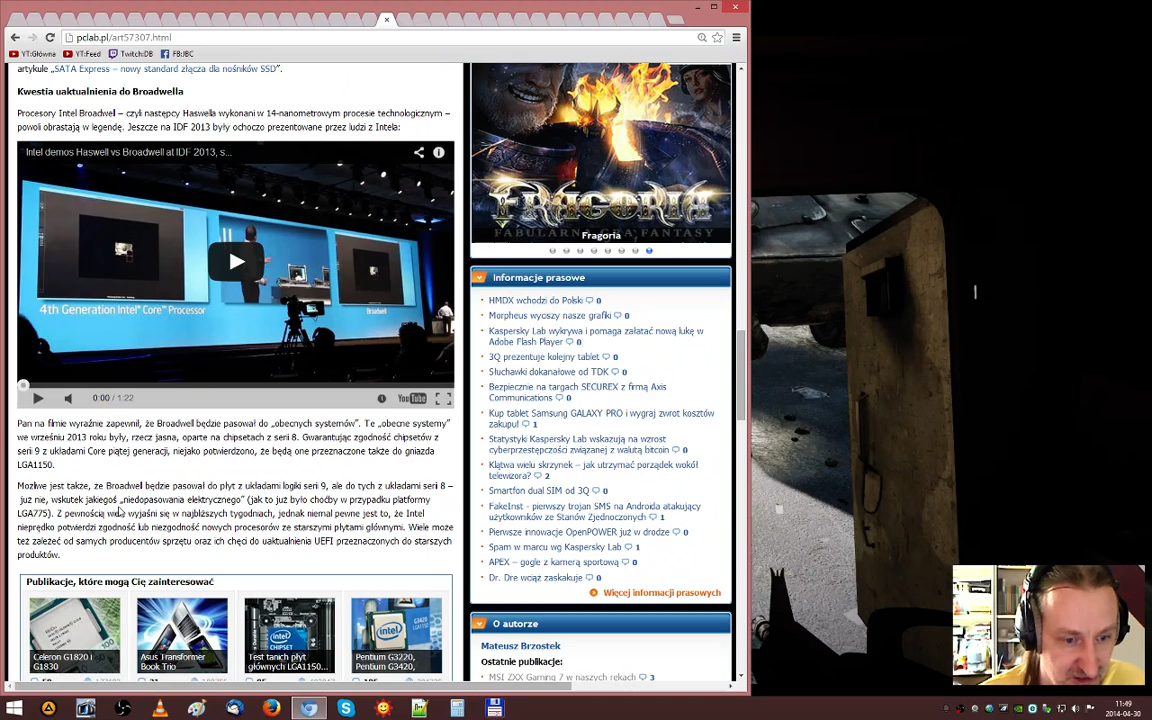 pclab.pl/art57307.html
YT:Główna
YT:Feed
Twitch:DB
FB:JBC
artykule „SATA Express – nowy standard złącza dla nośników SSD”.
Kwestia uaktualnienia do Broadwella
Procesory Intel Broadwel – czyli następcy Haswella wykonani w 14-nanometrowym procesie technologicznym –
powoli obrastają w legendę. Jeszcze na IDF 2013 były ochoczo prezentowane przez ludzi z Intela:
Intel demos Haswell vs Broadwell at IDF 2013, s...
4th Generation Intel® Core™ Processor
Broadwell
0:00 / 1:22
YouTube
Pan na filmie wyraźnie zapewnił, że Broadwell będzie pasował do „obecnych systemów”. Te „obecne systemy”
we wrześniu 2013 roku były, rzecz jasna, oparte na chipsetach z serii 8. Gwarantując zgodność chipsetów z
serii 9 z układami Core piątej generacji, niejako potwierdzono, że będą one przeznaczone także do gniazda
LGA1150.
Możliwe jest także, że Broadwell będzie pasował do płyt z układami logiki serii 9, ale do tych z układami serii 8 –
już nie, wskutek jakiegoś „niedopasowania elektrycznego” (jak to już było choćby w przypadku platformy
LGA775). Z pewnością wiele wyjaśni się w najbliższych tygodniach, jednak niemal pewne jest to, że Intel
nieprędko potwierdzi zgodność lub niezgodność nowych procesorów ze starszymi płytami głównymi. Wiele może
też zależeć od samych producentów sprzętu oraz ich chęci do uaktualnienia UEFI przeznaczonych do starszych
produktów.
Publikacje, które mogą Cię zainteresować
Celeron G1820 i
G1830
Asus Transformer
Book Trio
Test tanich płyt
głównych LGA1150...
Pentium G3220,
Pentium G3420,
FRAGORIA
FABULARNA GRA FANTASY
Fragoria
Informacje prasowe
HMDX wchodzi do Polski 0
Morpheus wyciszy nasze grafiki 0
Kaspersky Lab wykrywa i pomaga załatać nową lukę w
Adobe Flash Player 0
3Q prezentuje kolejny tablet 0
Słuchawki dokanałowe od TDK 0
Bezpiecznie na targach SECUREX z firmą Axis
Communications 0
Kup tablet Samsung GALAXY PRO i wygraj zwrot kosztów
zakupu! 1
Statystyki Kaspersky Lab wskazują na wzrost
cyberprzestępczości związanej z walutą bitcoin 0
Klątwa wielu skrzynek – jak utrzymać porządek wokół
telewizora? 2
Smartfon dual SIM od 3Q 0
FakeInst - pierwszy trojan SMS na Androida atakujący
użytkowników ze Stanów Zjednoczonych 1
Pierwsze innowacje OpenPOWER już w drodze 0
Spam w marcu wg Kaspersky Lab 1
APEX – gogle z kamerą sportową 0
Dr. Dre wciąż zaskakuje 0
Więcej informacji prasowych
O autorze
Mateusz Brzostek
Ostatnie publikacje:
MSI ZXX Gaming 7 w naszych rękach 3
11:49
2014-04-30